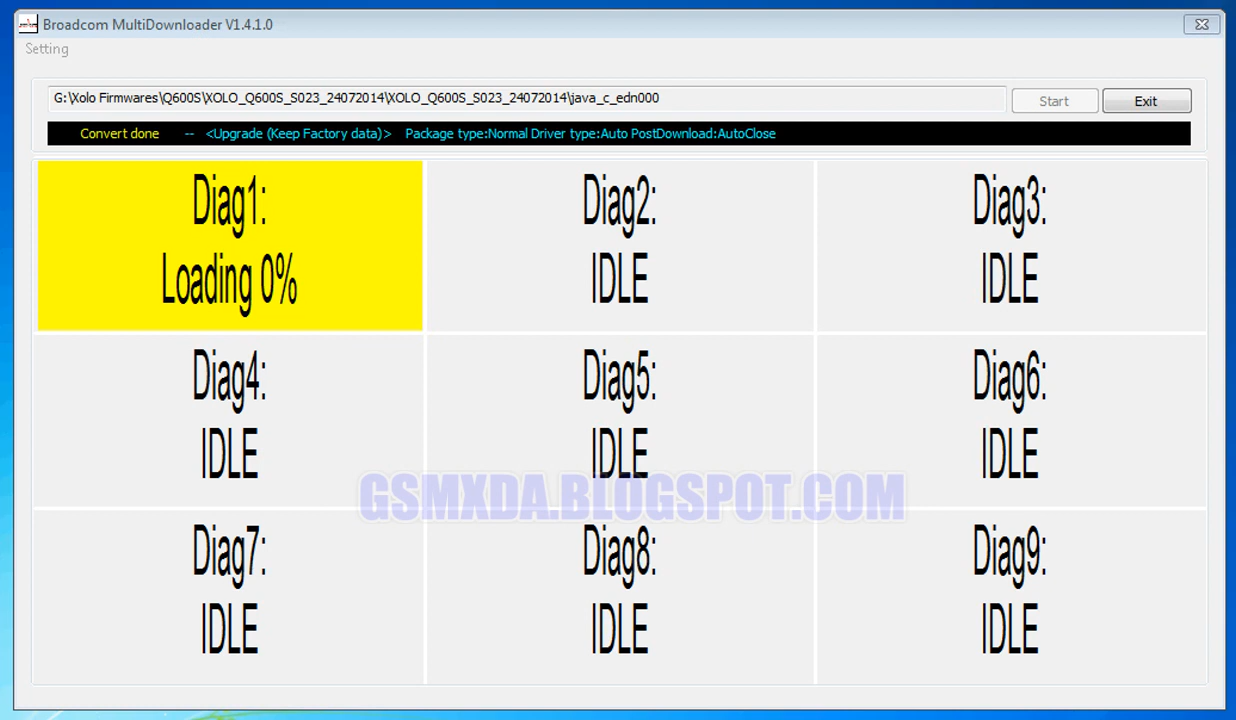 Broadcom MultiDownloader V1.4.1.0
Setting
G:\Xolo Firmwares\Q600S\XOLO_Q600S_S023_24072014\XOLO_Q600S_S023_24072014\java_c_edn000
Start
Exit
Convert done -- <Upgrade (Keep Factory data)> Package type:Normal Driver type:Auto PostDownload:AutoClose
Diag1:
Loading 0%
Diag2:
IDLE
Diag3:
IDLE
Diag4:
IDLE
Diag5:
IDLE
Diag6:
IDLE
GSMXDA.BLOGSPOT.COM
Diag7:
IDLE
Diag8:
IDLE
Diag9:
IDLE